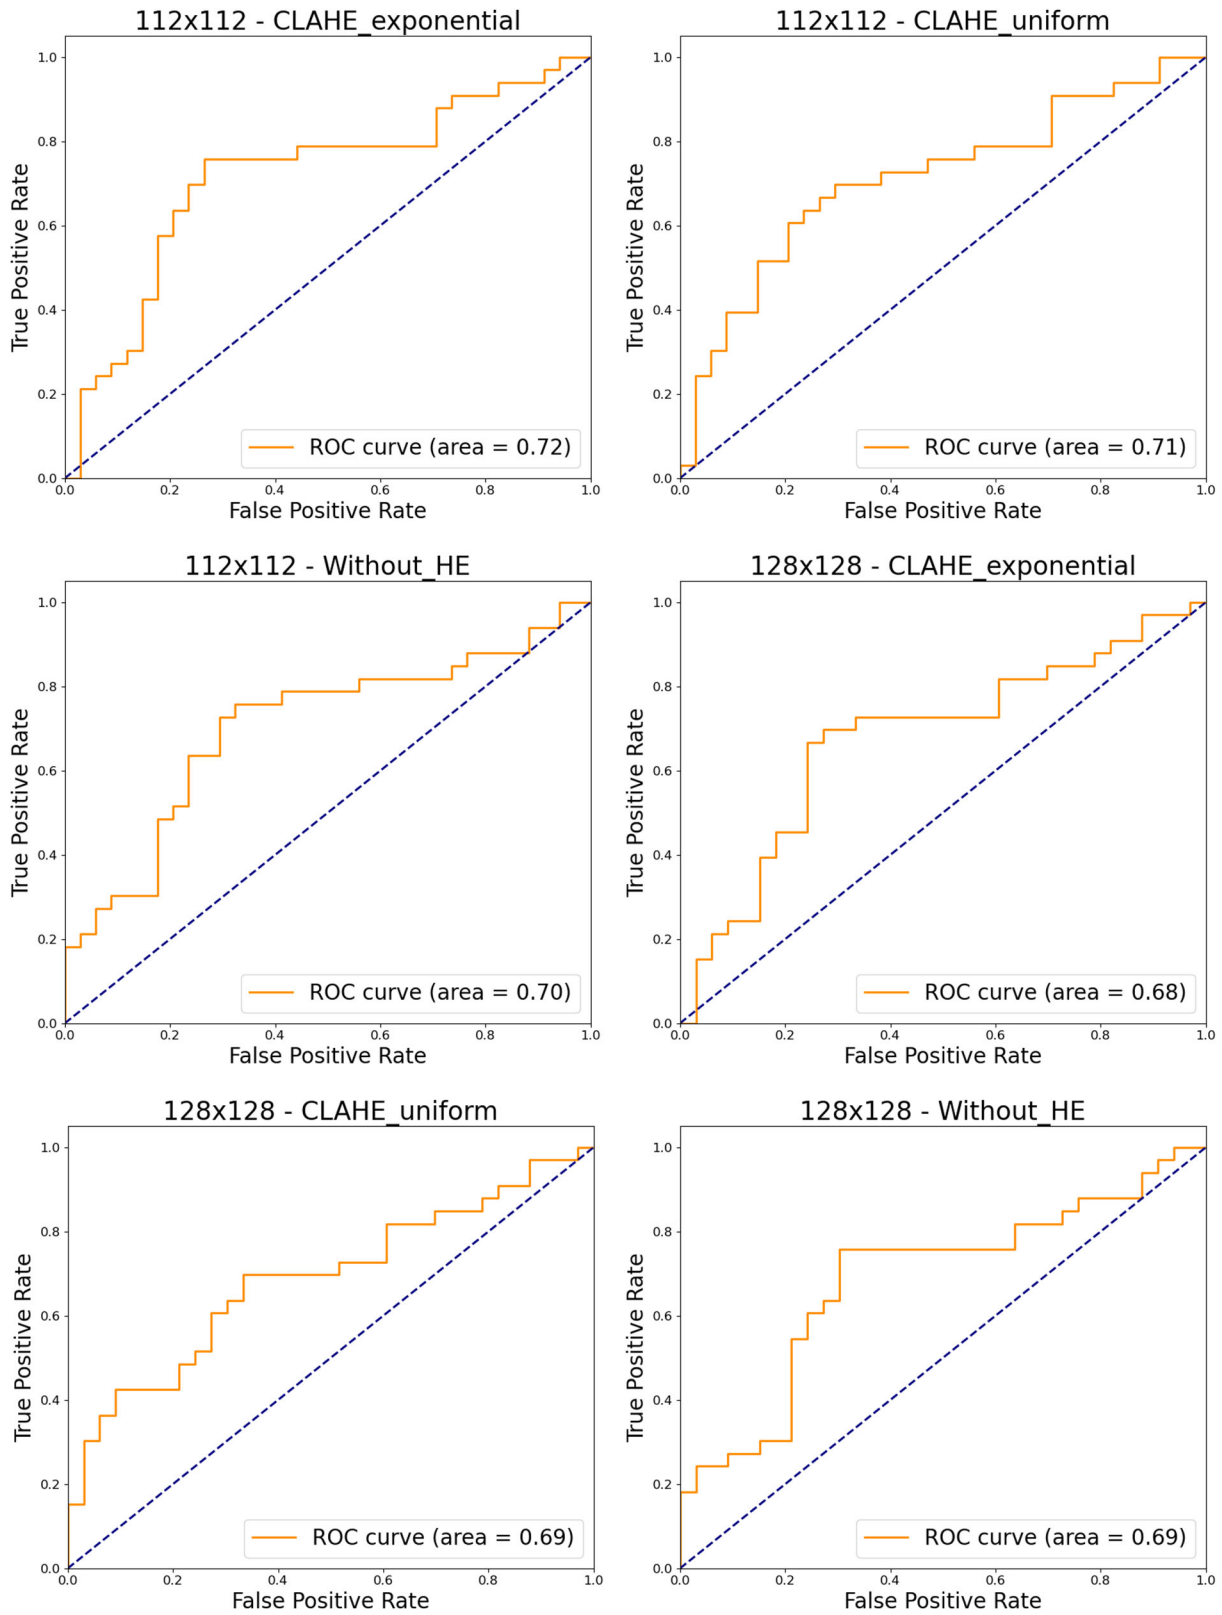 112x112 - CLAHE_exponential
1.0
0.8
0.6
0.4
0.2
0.0
True Positive Rate
0.0 0.2 0.4 0.6 0.8 1.0
False Positive Rate
ROC curve (area = 0.72)
112x112 - CLAHE_uniform
1.0
0.8
0.6
0.4
0.2
0.0
True Positive Rate
0.0 0.2 0.4 0.6 0.8 1.0
False Positive Rate
ROC curve (area = 0.71)
112x112 - Without_HE
1.0
0.8
0.6
0.4
0.2
0.0
True Positive Rate
0.0 0.2 0.4 0.6 0.8 1.0
False Positive Rate
ROC curve (area = 0.70)
128x128 - CLAHE_exponential
1.0
0.8
0.6
0.4
0.2
0.0
True Positive Rate
0.0 0.2 0.4 0.6 0.8 1.0
False Positive Rate
ROC curve (area = 0.68)
128x128 - CLAHE_uniform
1.0
0.8
0.6
0.4
0.2
0.0
True Positive Rate
0.0 0.2 0.4 0.6 0.8 1.0
False Positive Rate
ROC curve (area = 0.69)
128x128 - Without_HE
1.0
0.8
0.6
0.4
0.2
0.0
True Positive Rate
0.0 0.2 0.4 0.6 0.8 1.0
False Positive Rate
ROC curve (area = 0.69)